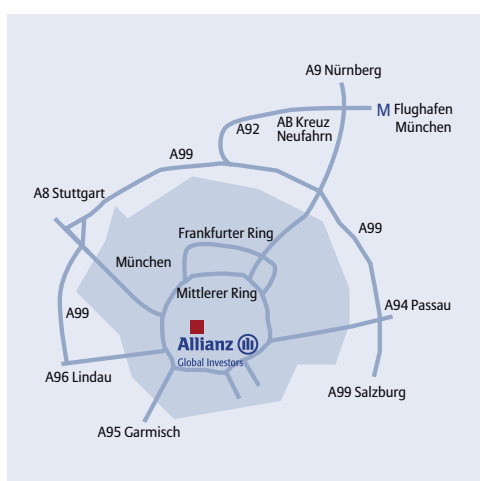 A9 Nürnberg
M Flughafen
München
AB Kreuz
Neufahrn
A92
A99
A8 Stuttgart
Frankfurter Ring
A99
München
Mittlerer Ring
A94 Passau
A99
Allianz
Global Investors
A96 Lindau
A99 Salzburg
A95 Garmisch